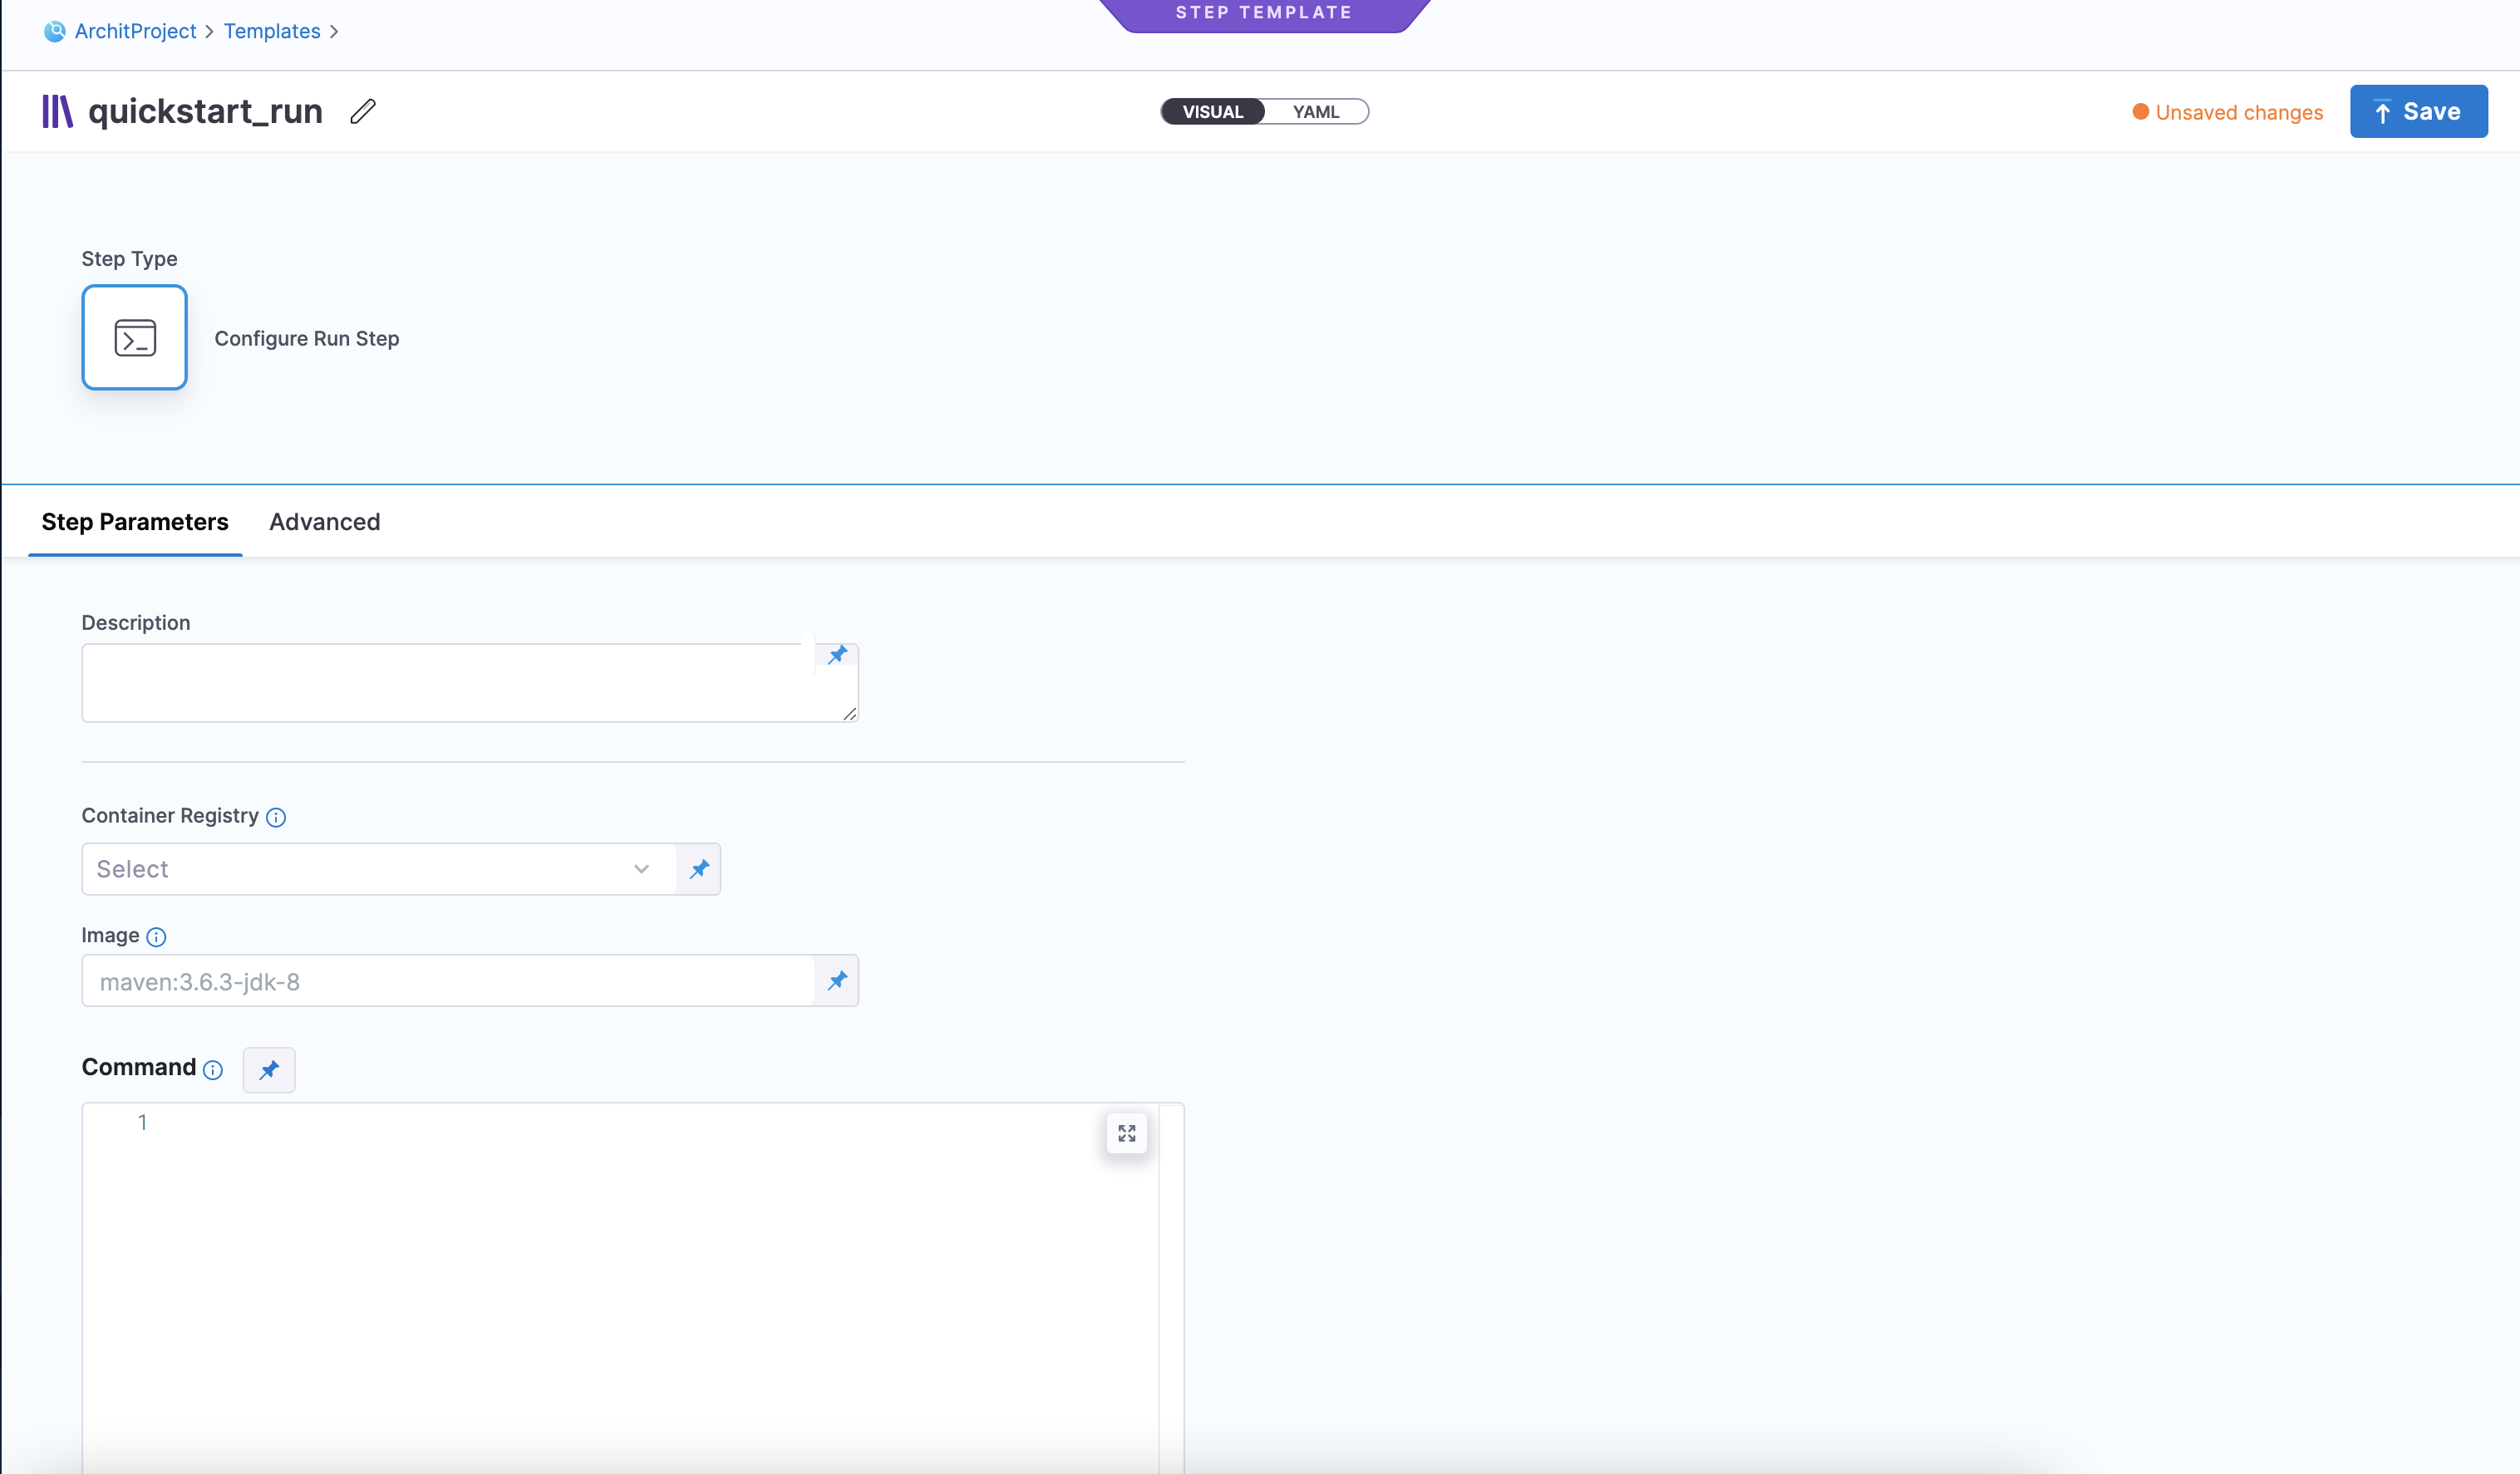 STEP TEMPLATE
ArchitProject > Templates >
quickstart_run
VISUAL YAML
Unsaved changes
Save
Step Type
Configure Run Step
Step Parameters Advanced
Description
Container Registry
Select
Image
maven:3.6.3-jdk-8
Command
1